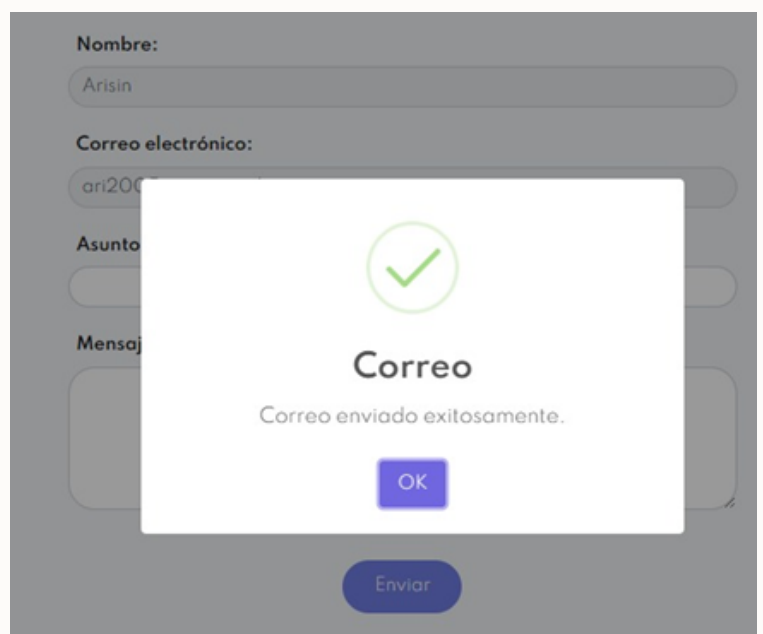 Nombre:
Arisin
Correo electrónico:
ari200
Asunto
Mensaj
Correo
Correo enviado exitosamente.
OK
Enviar